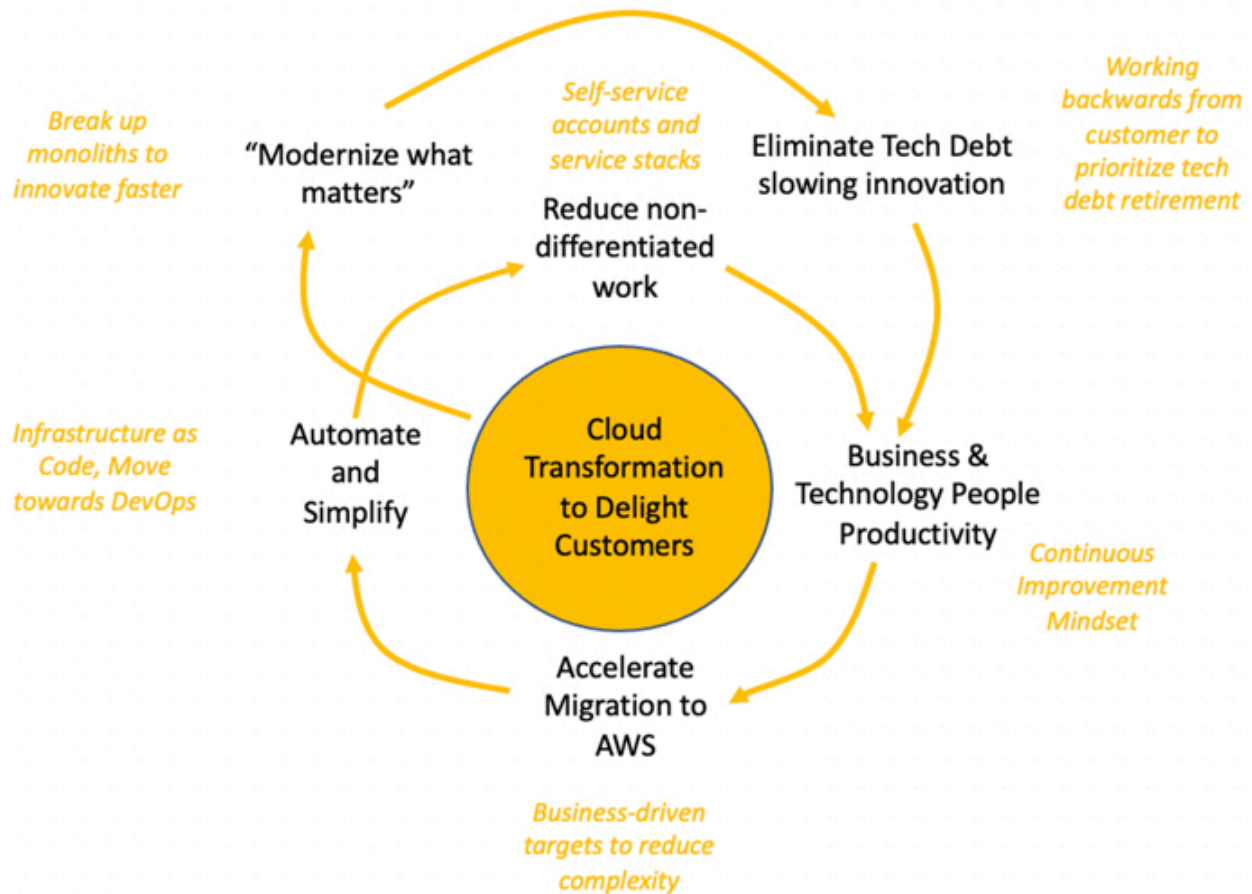 Break up
monoliths to
innovate faster
“Modernize what
matters”
Self-service
accounts and
service stacks
Reduce non-
differentiated
work
Eliminate Tech Debt
slowing innovation
Working
backwards from
customer to
prioritize tech
debt retirement
Infrastructure as
Code, Move
towards DevOps
Automate
and
Simplify
Cloud
Transformation
to Delight
Customers
Business &
Technology People
Productivity
Continuous
Improvement
Mindset
Accelerate
Migration to
AWS
Business-driven
targets to reduce
complexity